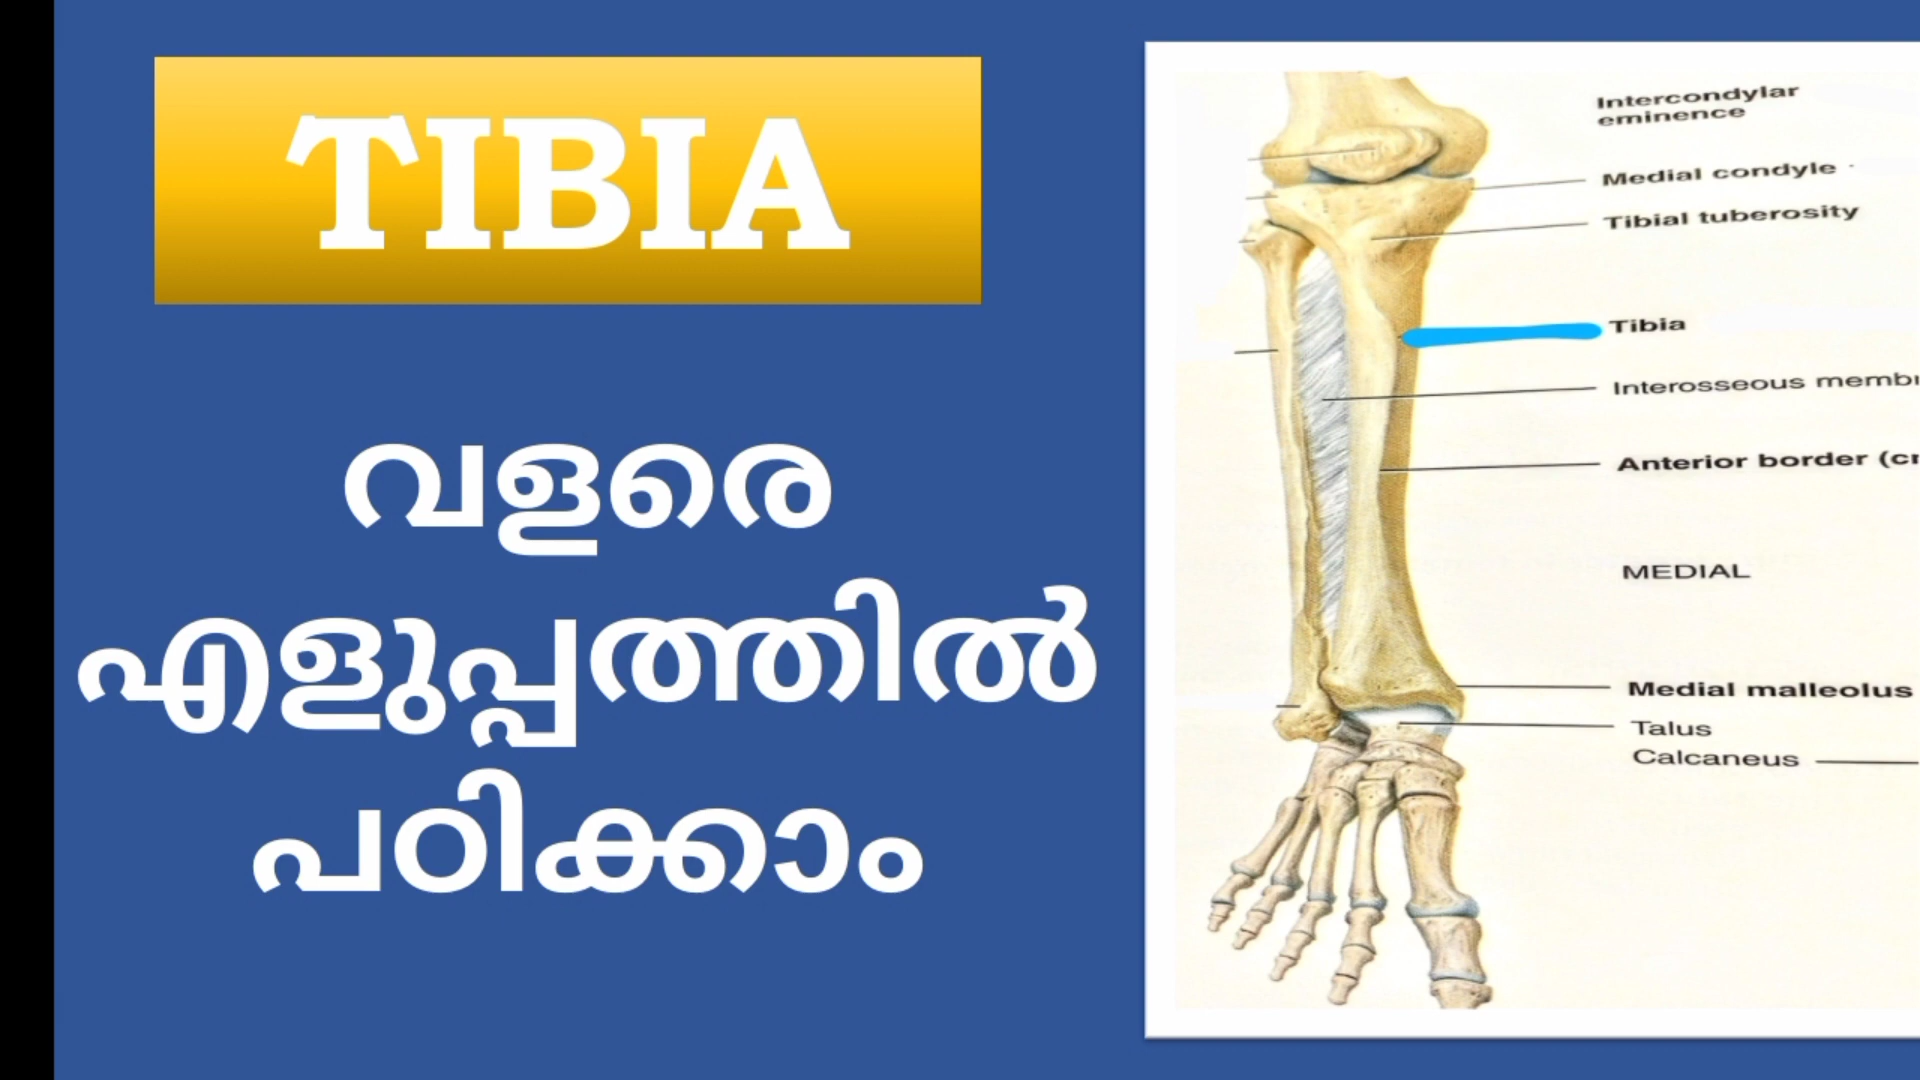 TIBIA
വളരെ
എളുപ്പത്തിൽ
പഠിക്കാം
Intercondylar
eminence
Medial condyle
Tibial tuberosity
Tibia
Interosseous
Anterior border
MEDIAL
Medial malleolus
Talus
Calcaneus